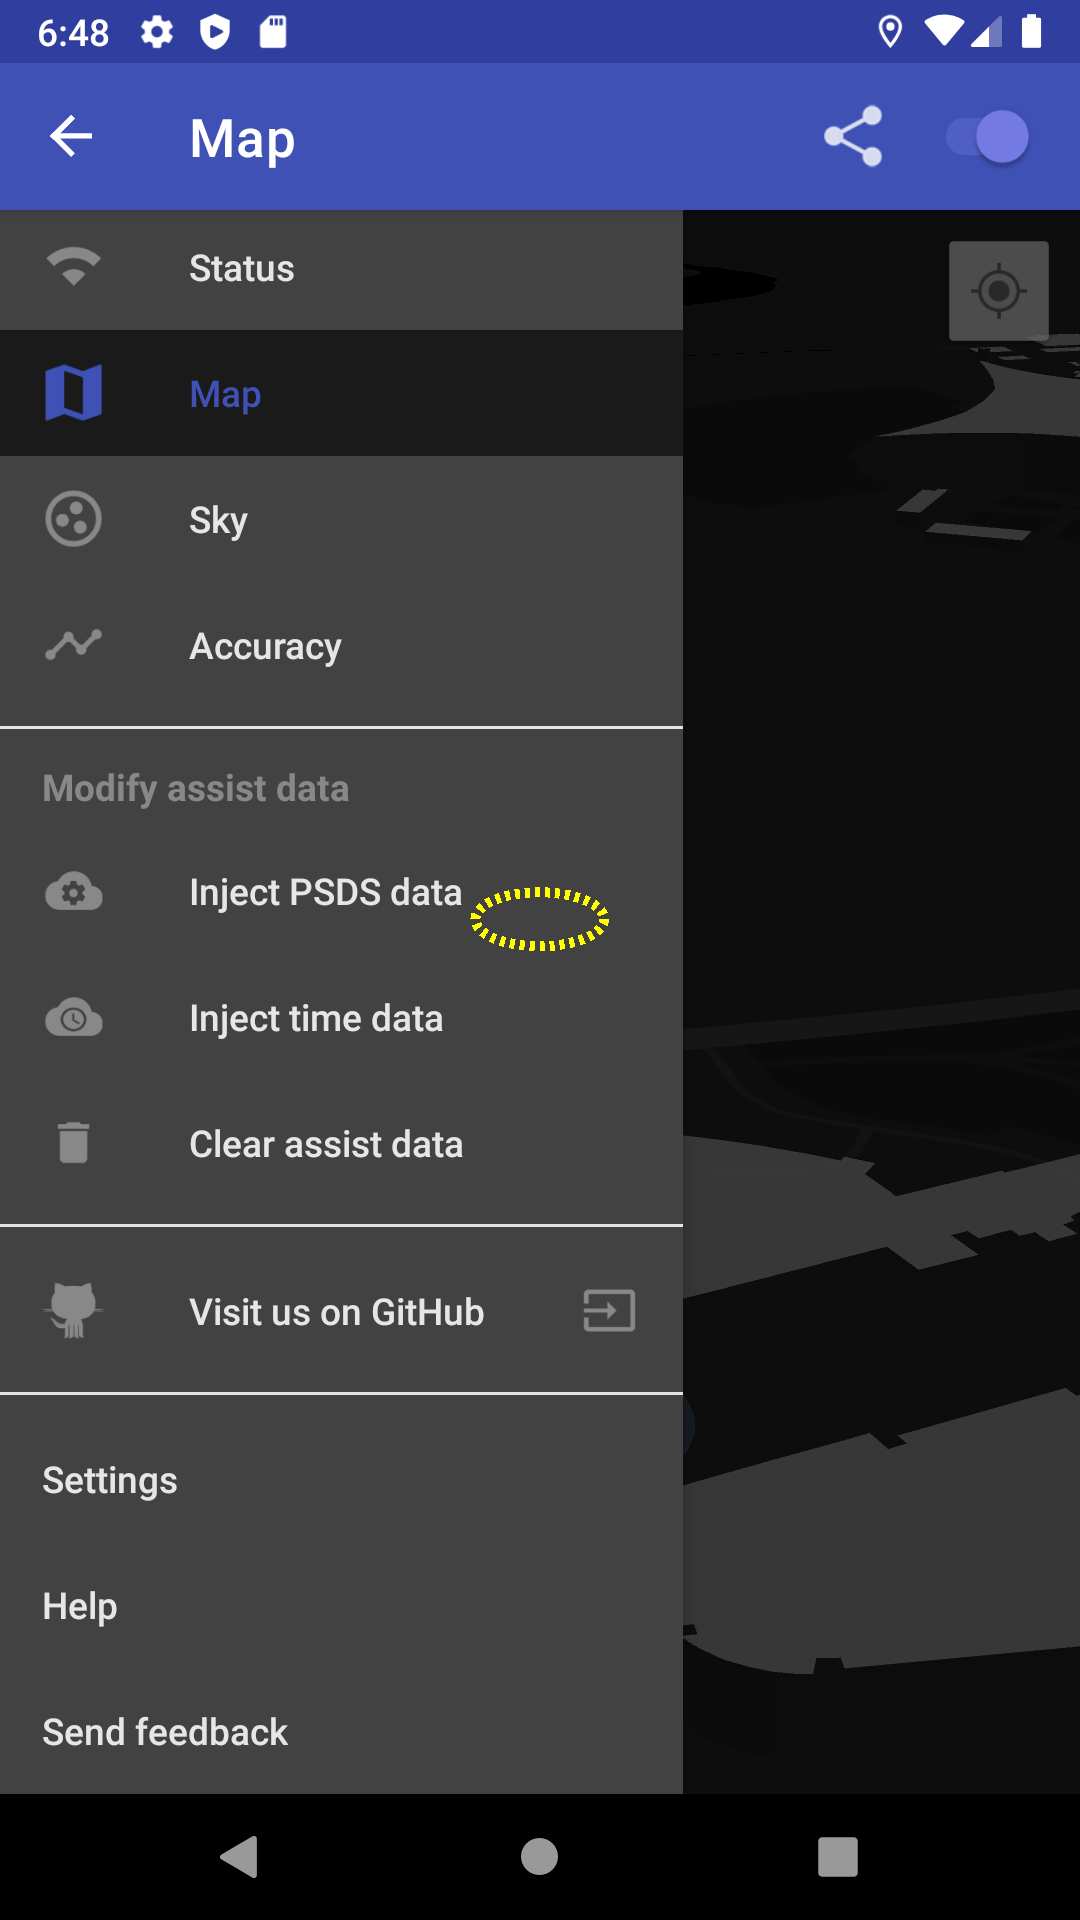 6:48
Map
Status
Map
Sky
Accuracy
Modify assist data
Inject PSDS data
Inject time data
Clear assist data
Visit us on GitHub
Settings
Help
Send feedback